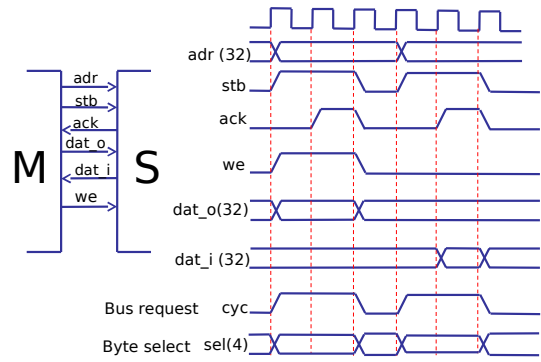 adr
stb
ack
dat_o
dat_i
we
M
S
adr (32)
stb
ack
we
dat_o(32)
dat_i (32)
Bus request cyc
Byte select sel(4)